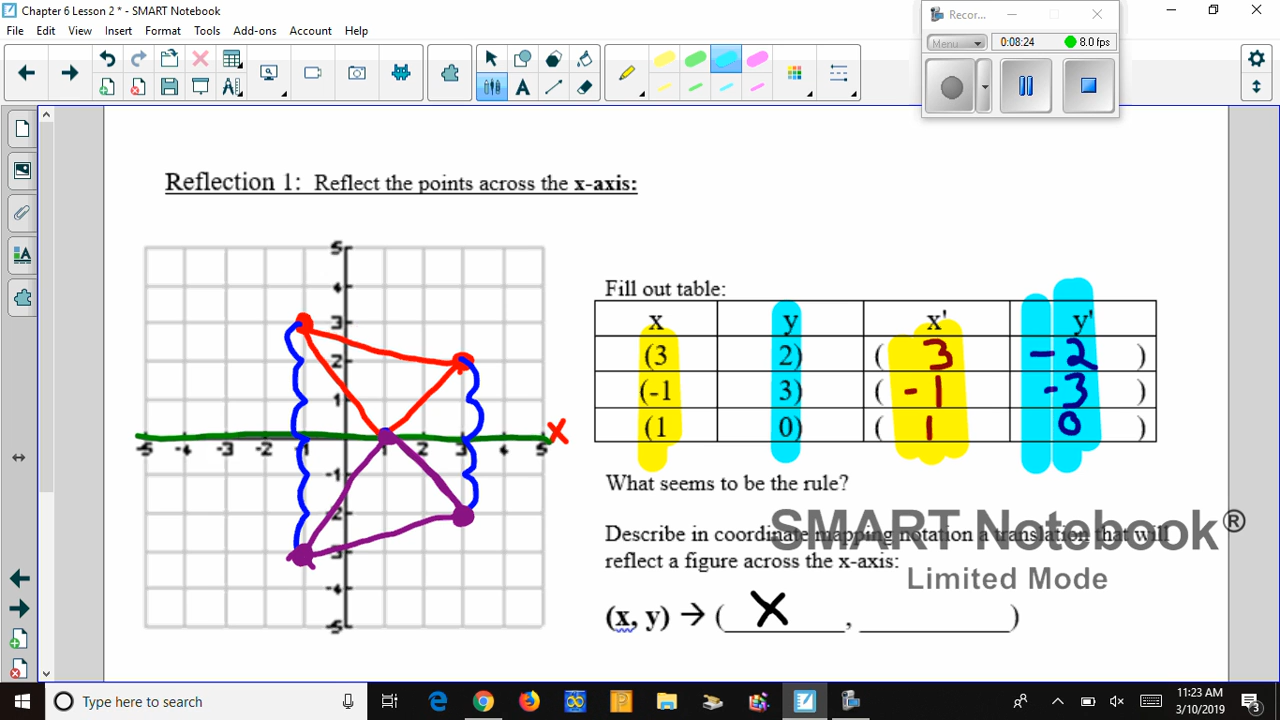 Chapter 6 Lesson 2 * - SMART Notebook
Recor...
File Edit View Insert Format Tools Add-ons Account Help
Menu 0:08:24 8.0 fps
Reflection 1: Reflect the points across the x-axis:
5
4
3
2
1
-5 -4 -3 -2 -1 1 2 3 4 5 X
-1
-2
-3
-4
-5
Fill out table:
x y x' y'
(3 2) ( 3 -2 )
(-1 3) ( -1 -3 )
(1 0) ( 1 0 )
What seems to be the rule?
Describe in coordinate mapping notation a translation that will
reflect a figure across the x-axis:
SMART Notebook®
Limited Mode
(x, y) → ( X , )
Type here to search
11:23 AM
3/10/2019
3